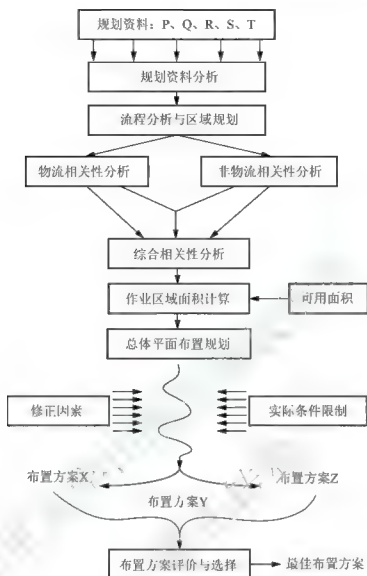 规划资料：P、Q、R、S、T
规划资料分析
流程分析与区域规划
物流相关性分析
非物流相关性分析
综合相关性分析
作业区域面积计算
可用面积
总体平面布置规划
修正因素
实际条件限制
布置方案X
布置方案Z
布置方案Y
布置方案评价与选择
最佳布置方案